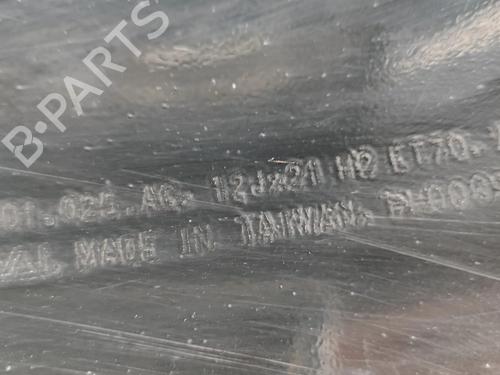 B-PARTS
01.025.AG. 12Jx21 H2 ET70.
MADE IN TAIWAN.